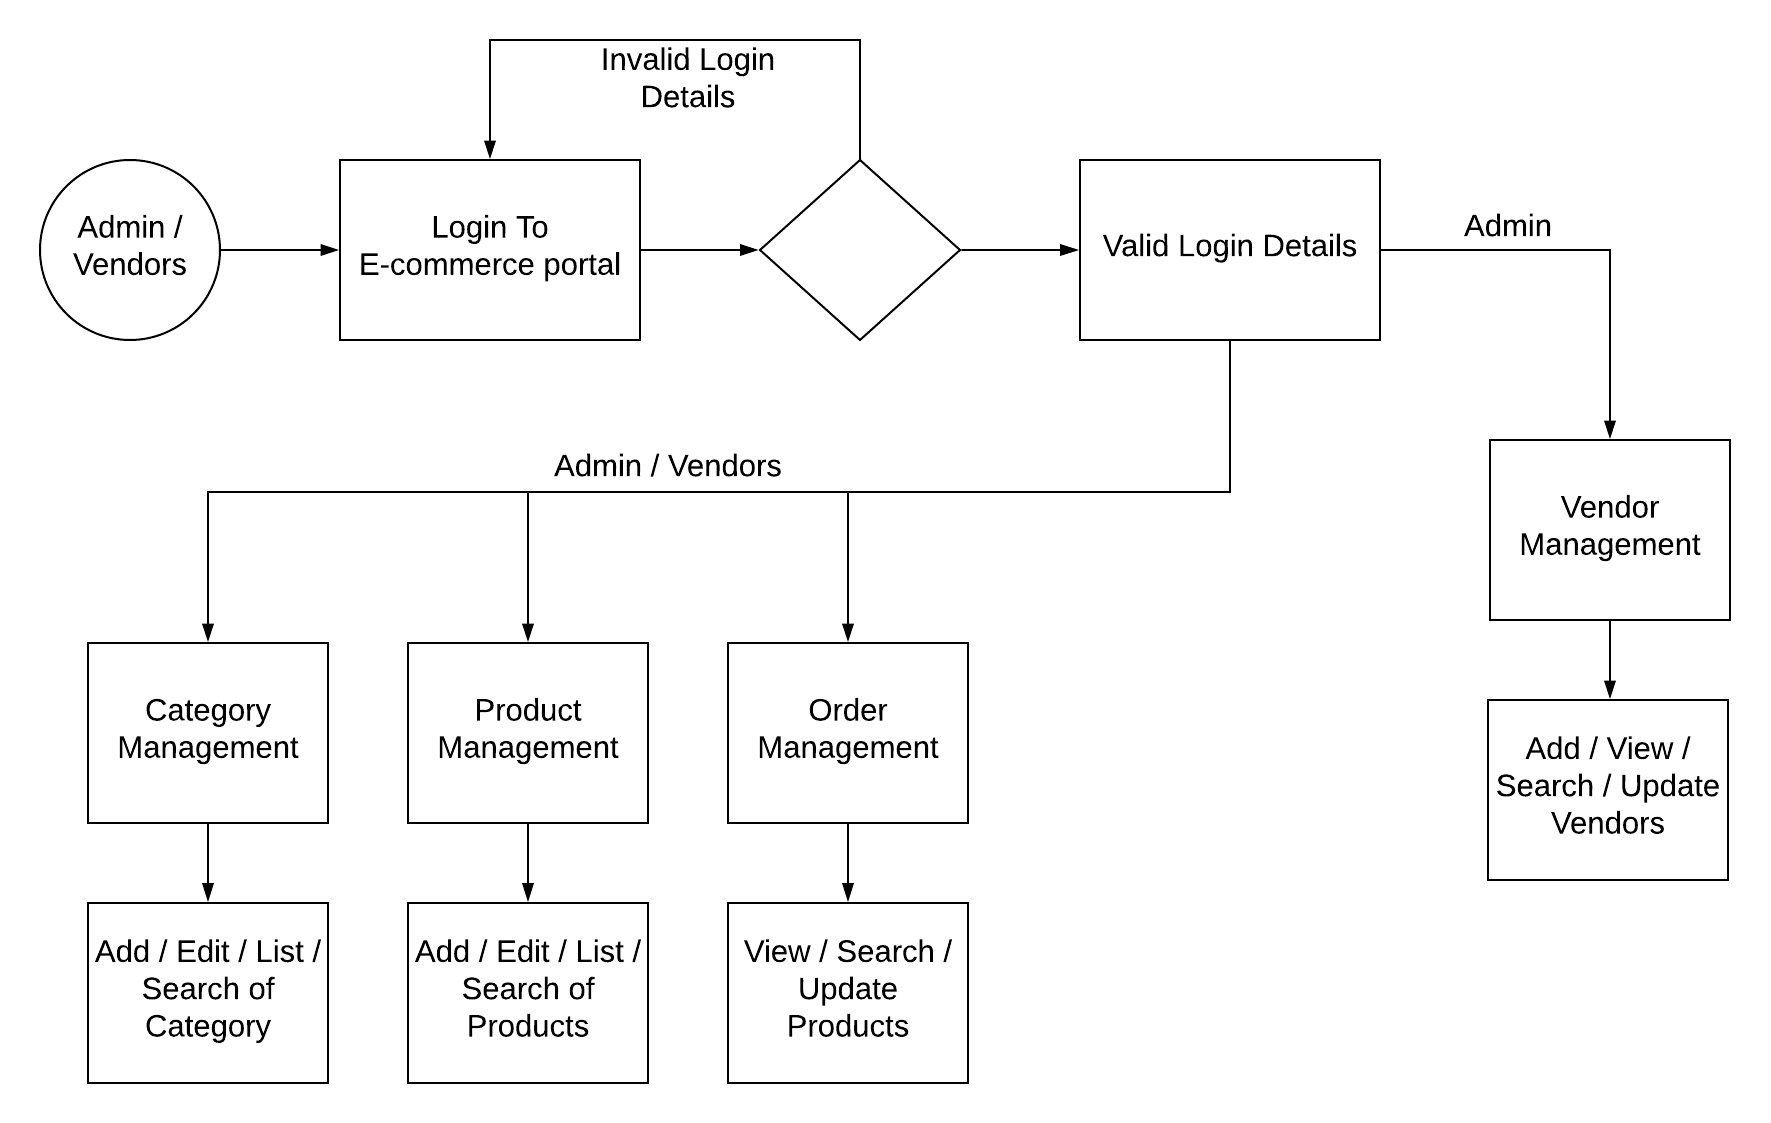 Invalid Login
Details
Admin /
Vendors
Login To
E-commerce portal
Valid Login Details
Admin
Admin / Vendors
Vendor
Management
Category
Management
Product
Management
Order
Management
Add / View /
Search / Update
Vendors
Add / Edit / List /
Search of
Category
Add / Edit / List /
Search of
Products
View / Search /
Update
Products